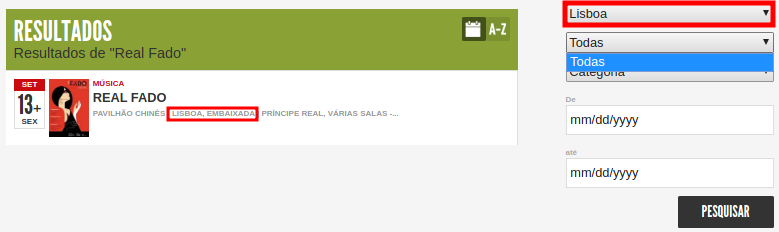 RESULTADOS
Resultados de "Real Fado"
A-Z
SET
13+
SEX
FADO
MÚSICA
REAL FADO
PAVILHÃO CHINÊS, LISBOA, EMBAIXADA, PRÍNCIPE REAL, VÁRIAS SALAS -...
Lisboa
Todas
Todas
Categoria
De
mm/dd/yyyy
até
mm/dd/yyyy
PESQUISAR